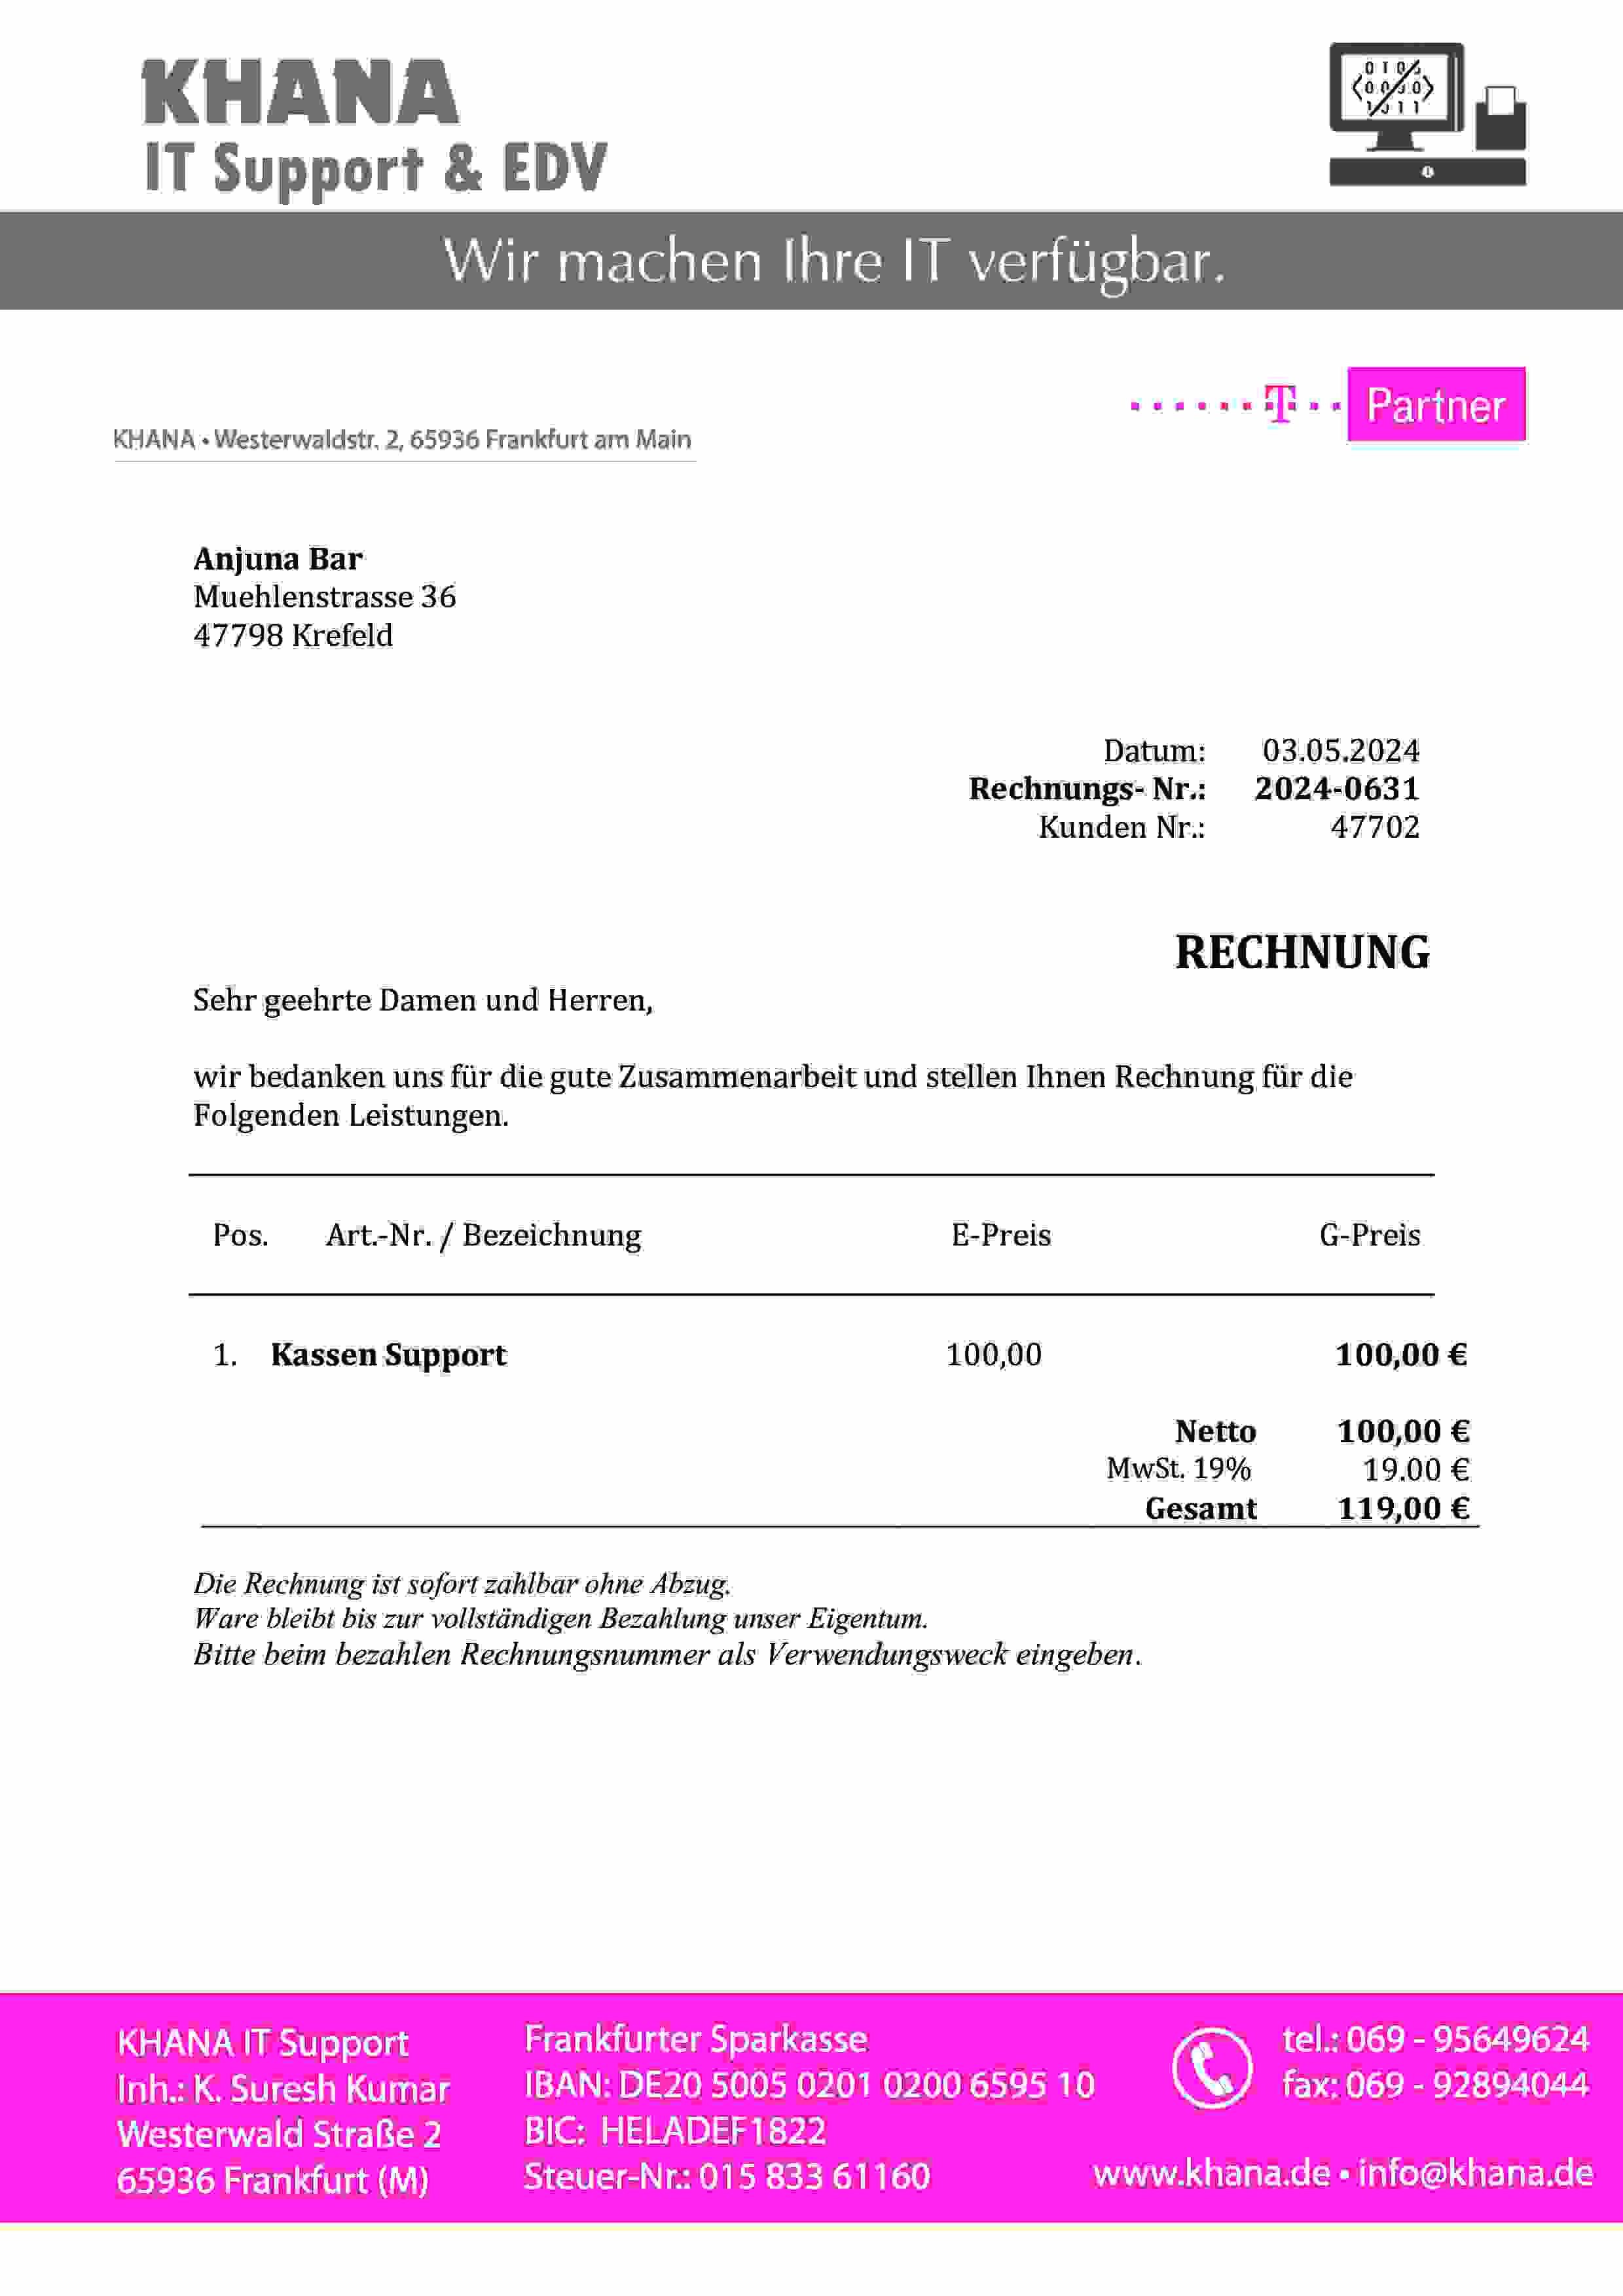 KHANA
IT Support & EDV
Wir machen Ihre IT verfügbar.
T Partner
KHANA • Westerwaldstr. 2, 65936 Frankfurt am Main
Anjuna Bar
Muehlenstrasse 36
47798 Krefeld
Datum: 03.05.2024
Rechnungs- Nr.: 2024-0631
Kunden Nr.: 47702
RECHNUNG
Sehr geehrte Damen und Herren,
wir bedanken uns für die gute Zusammenarbeit und stellen Ihnen Rechnung für die
Folgenden Leistungen.
Pos. Art.-Nr. / Bezeichnung E-Preis G-Preis
1. Kassen Support 100,00 100,00 €
Netto 100,00 €
MwSt. 19% 19.00 €
Gesamt 119,00 €
Die Rechnung ist sofort zahlbar ohne Abzug.
Ware bleibt bis zur vollständigen Bezahlung unser Eigentum.
Bitte beim bezahlen Rechnungsnummer als Verwendungsweck eingeben.
KHANA IT Support
Inh.: K. Suresh Kumar
Westerwald Straße 2
65936 Frankfurt (M)
Frankfurter Sparkasse
IBAN: DE20 5005 0201 0200 6595 10
BIC: HELADEF1822
Steuer-Nr.: 015 833 61160
tel.: 069 - 95649624
fax: 069 - 92894044
www.khana.de • info@khana.de